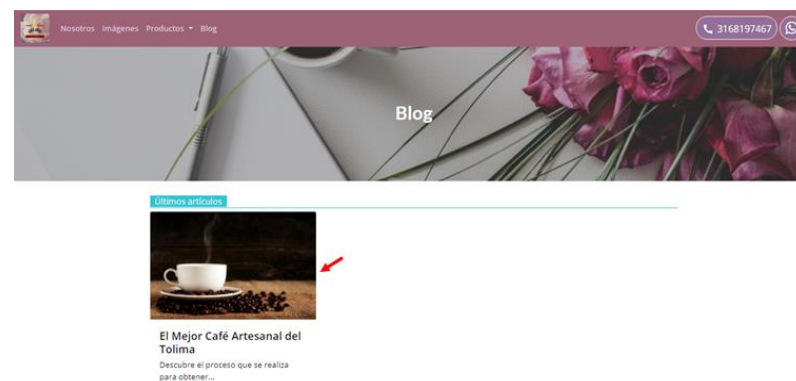 Nosotros Imágenes Productos Blog
3168197467
Blog
Últimos artículos
El Mejor Café Artesanal del
Tolima
Descubre el proceso que se realiza
para obtener...